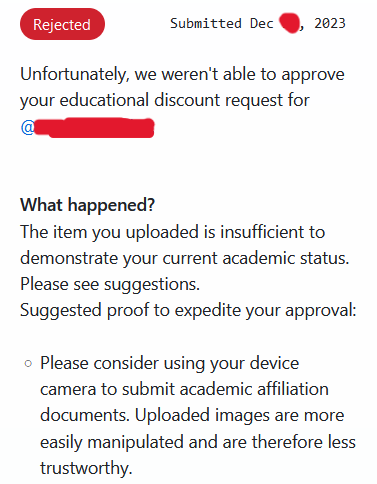 Rejected Submitted Dec , 2023
Unfortunately, we weren't able to approve
your educational discount request for
@
What happened?
The item you uploaded is insufficient to
demonstrate your current academic status.
Please see suggestions.
Suggested proof to expedite your approval:
Please consider using your device
camera to submit academic affiliation
documents. Uploaded images are more
easily manipulated and are therefore less
trustworthy.